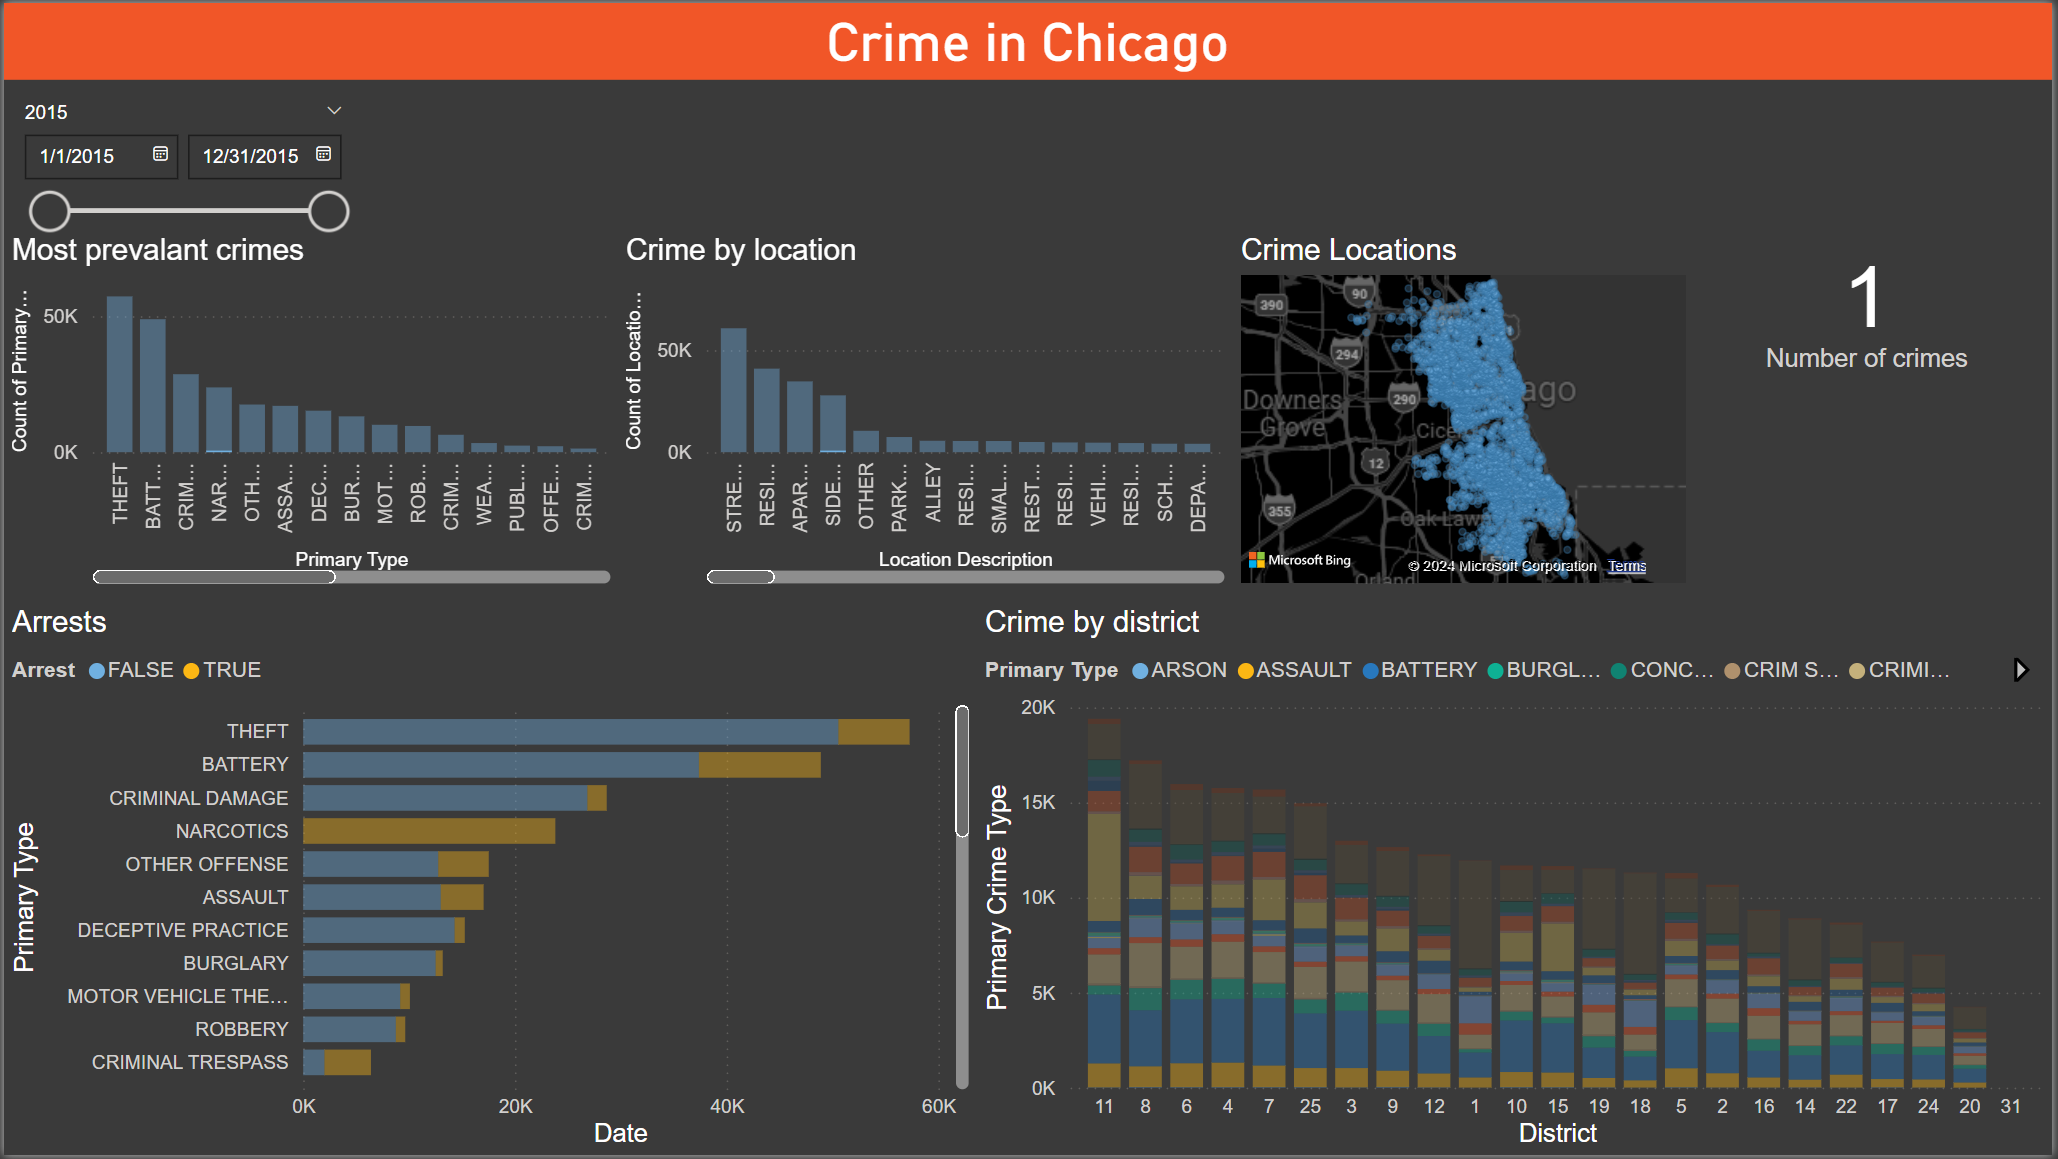 Crime in Chicago
2015
1/1/2015
12/31/2015
Most prevalant crimes
Count of Primary...
50K
0K
THEFT
BATT...
CRIM...
NAR...
OTH...
ASSA...
DEC...
BUR...
MOT...
ROB...
CRIM...
WEA...
PUBL...
OFFE...
CRIM...
Primary Type
Crime by location
Count of Locatio...
50K
0K
STRE...
RESI...
APAR...
SIDE...
OTHER
PARK...
ALLEY
RESI...
SMAL...
REST...
RESI...
VEHI...
RESI...
SCH...
DEPA...
Location Description
Crime Locations
390
90
294
290
12
355
Downers
Grove
Cice
ago
Oak Law
Orland
Microsoft Bing
© 2024 Microsoft Corporation Terms
1
Number of crimes
Arrests
Arrest FALSE TRUE
Primary Type
THEFT
BATTERY
CRIMINAL DAMAGE
NARCOTICS
OTHER OFFENSE
ASSAULT
DECEPTIVE PRACTICE
BURGLARY
MOTOR VEHICLE THE...
ROBBERY
CRIMINAL TRESPASS
0K 20K 40K 60K
Date
Crime by district
Primary Type ARSON ASSAULT BATTERY BURGL... CONC... CRIM S... CRIMI...
Primary Crime Type
20K
15K
10K
5K
0K
11 8 6 4 7 25 3 9 12 1 10 15 19 18 5 2 16 14 22 17 24 20 31
District